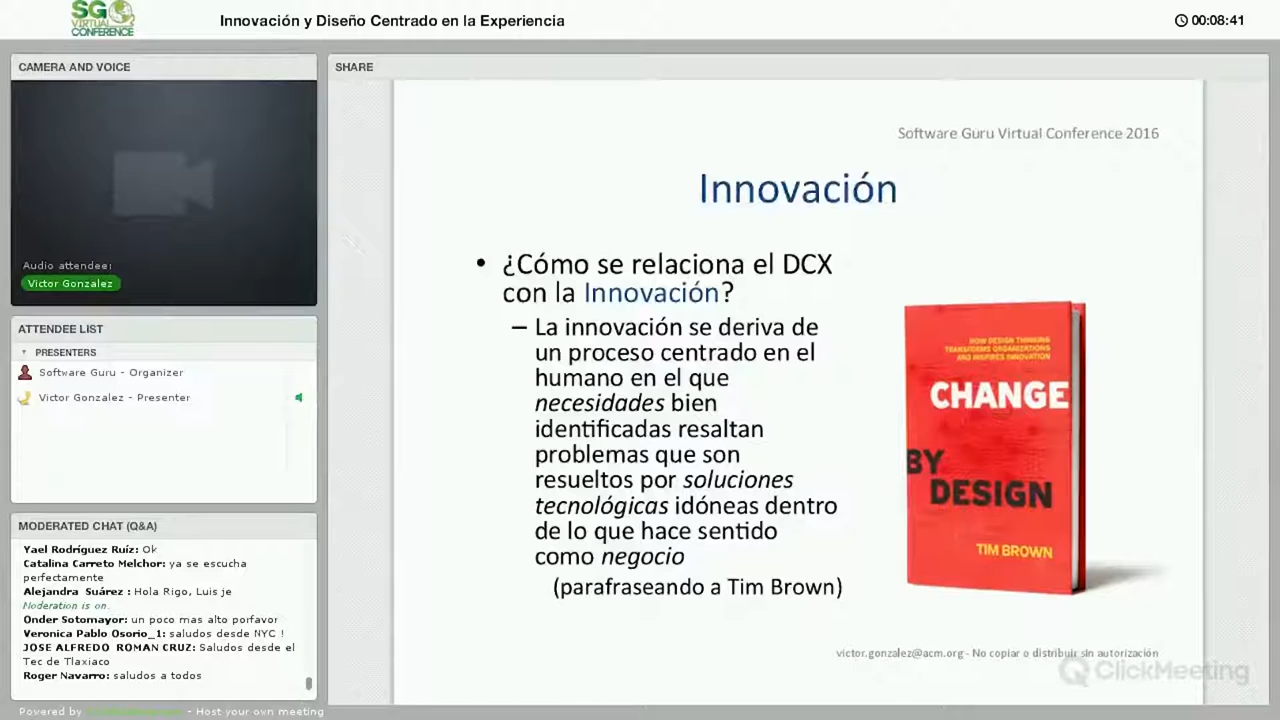 SG
VIRTUAL
CONFERENCE
Innovación y Diseño Centrado en la Experiencia
00:08:41
CAMERA AND VOICE
Audio attendee:
Victor Gonzalez
ATTENDEE LIST
PRESENTERS
Software Guru - Organizer
Victor Gonzalez - Presenter
MODERATED CHAT (Q&A)
Yael Rodríguez Ruíz: Ok
Catalina Carreto Melchor: ya se escucha
perfectamente
Alejandra Suárez : Hola Rigo, Luis je
Moderation is on.
Onder Sotomayor: un poco mas alto porfavor
Veronica Pablo Osorio_1: saludos desde NYC !
JOSE ALFREDO ROMAN CRUZ: Saludos desde el
Tec de Tlaxiaco
Roger Navarro: saludos a todos
Powered by - Host your own meeting
SHARE
Software Guru Virtual Conference 2016
Innovación
• ¿Cómo se relaciona el DCX
con la Innovación?
– La innovación se deriva de
un proceso centrado en el
humano en el que
necesidades bien
identificadas resaltan
problemas que son
resueltos por soluciones
tecnológicas idóneas dentro
de lo que hace sentido
como negocio
(parafraseando a Tim Brown)
HOW DESIGN THINKING
TRANSFORMS ORGANIZATIONS
AND INSPIRES INNOVATION
CHANGE
BY
DESIGN
TIM BROWN
victor.gonzalez@acm.org - No copiar o distribuir sin autorización
ClickMeeting